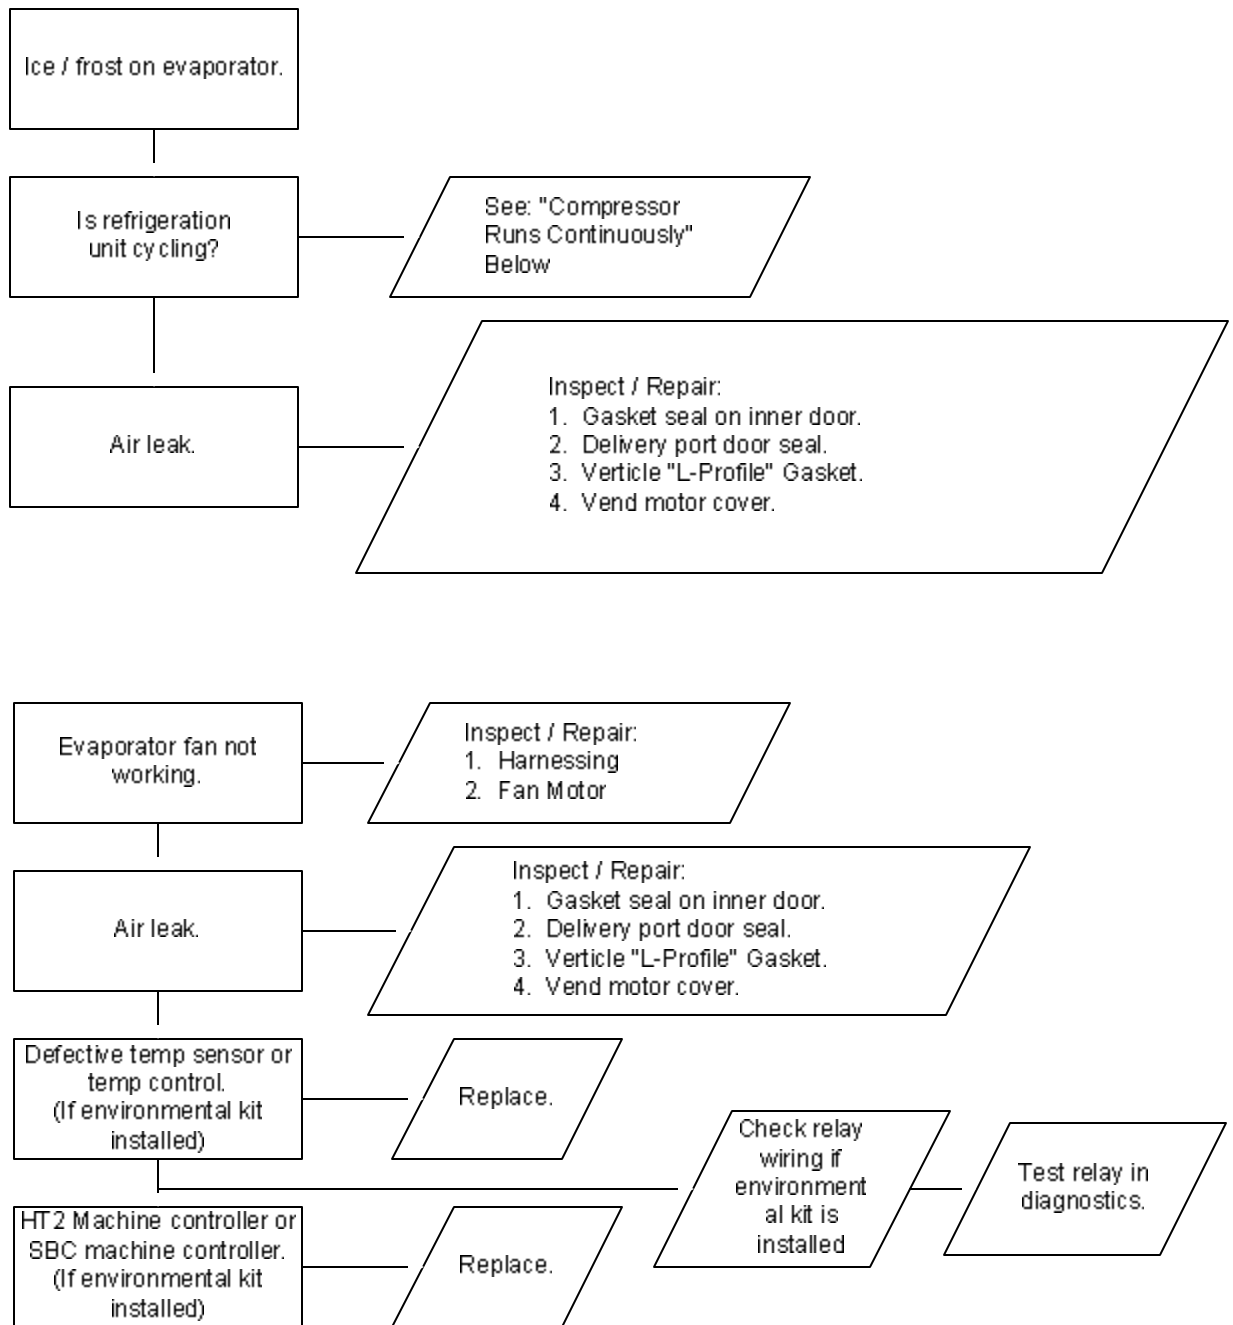 Ice / frost on evaporator.
Is refrigeration
unit cycling?
See: "Compressor
Runs Continuously"
Below
Air leak.
Inspect / Repair:
1. Gasket seal on inner door.
2. Delivery port door seal.
3. Verticle "L-Profile" Gasket.
4. Vend motor cover.
Evaporator fan not
working.
Inspect / Repair:
1. Harnessing
2. Fan Motor
Air leak.
Inspect / Repair:
1. Gasket seal on inner door.
2. Delivery port door seal.
3. Verticle "L-Profile" Gasket.
4. Vend motor cover.
Defective temp sensor or
temp control.
(If environmental kit
installed)
Replace.
Check relay
wiring if
environment
al kit is
installed
Test relay in
diagnostics.
HT2 Machine controller or
SBC machine controller.
(If environmental kit
installed)
Replace.